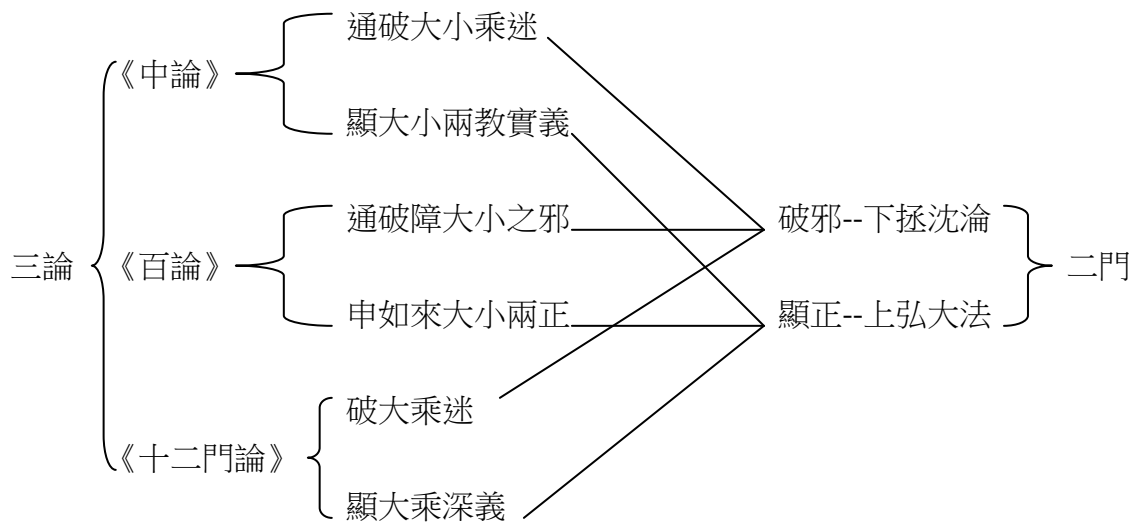 通破大小乘迷
《中論》
顯大小兩教實義
通破障大小之邪
破邪--下拯沈淪
三論
《百論》
二門
申如來大小兩正
顯正--上弘大法
破大乘迷
《十二門論》
顯大乘深義